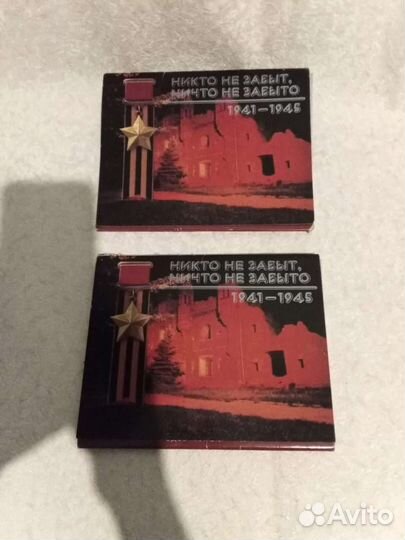 НИКТО НЕ ЗАБЫТ,
НИЧТО НЕ ЗАБЫТО
1941–1945
НИКТО НЕ ЗАБЫТ,
НИЧТО НЕ ЗАБЫТО
1941–1945
Avito